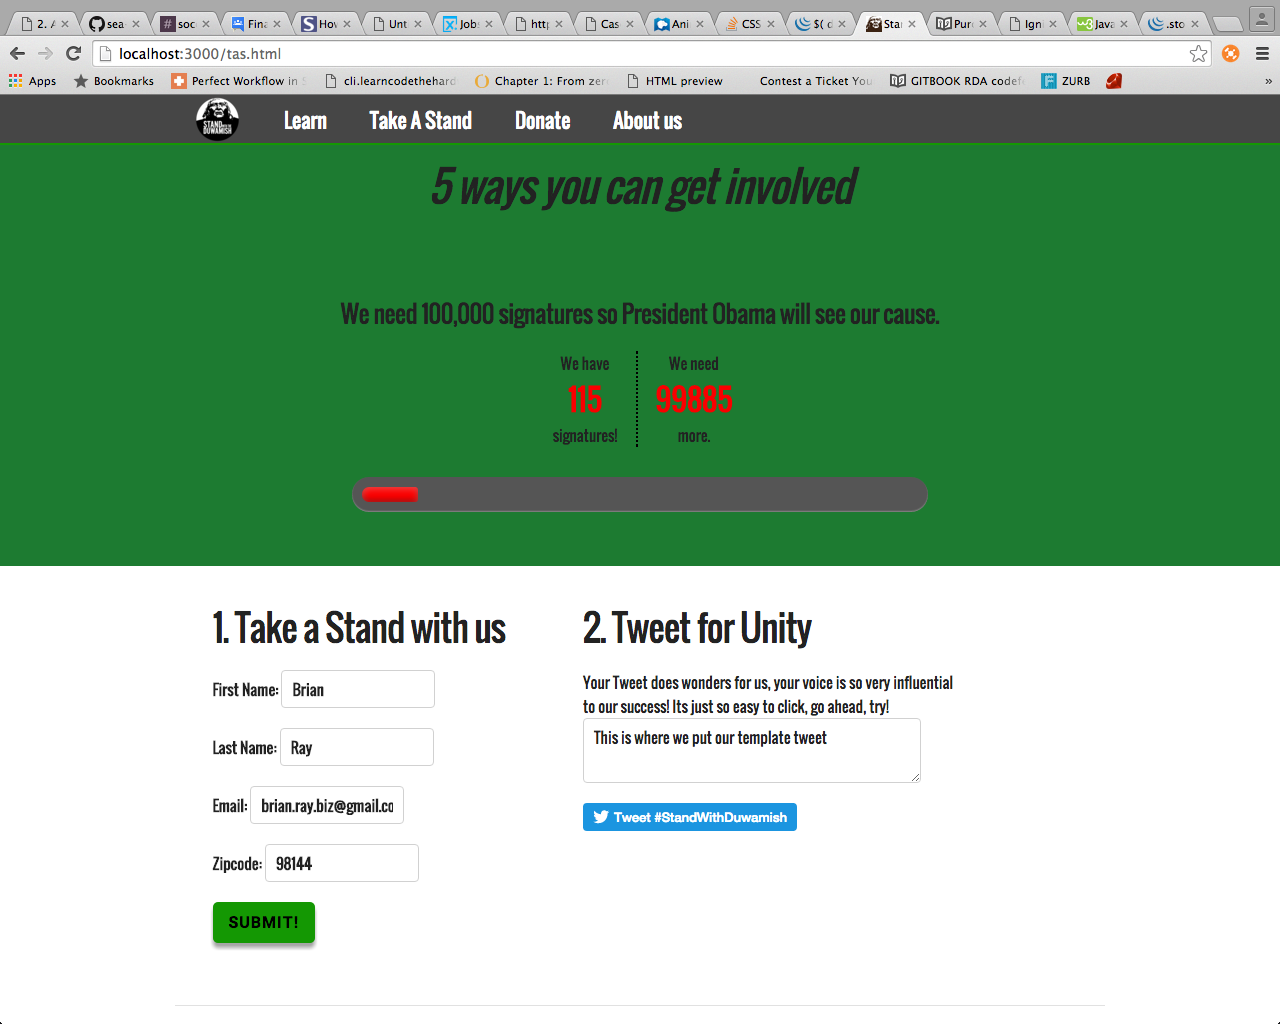 2. A
sea
soc
Fina
How
Unt
Job
http
Cas
Ani
CSS
$( d
Star
Purc
Igni
Java
.sto
localhost:3000/tas.html
Apps
Bookmarks
Perfect Workflow in S
cli.learncodethehard
Chapter 1: From zero
HTML preview
Contest a Ticket You
GITBOOK RDA codef
ZURB
»
STAND
DUWAMISH
Learn
Take A Stand
Donate
About us
5 ways you can get involved
We need 100,000 signatures so President Obama will see our cause.
We have
115
signatures!
We need
99885
more.
1. Take a Stand with us
First Name: Brian
Last Name: Ray
Email: brian.ray.biz@gmail.co
Zipcode: 98144
SUBMIT!
2. Tweet for Unity
Your Tweet does wonders for us, your voice is so very influential
to our success! Its just so easy to click, go ahead, try!
This is where we put our template tweet
Tweet #StandWithDuwamish